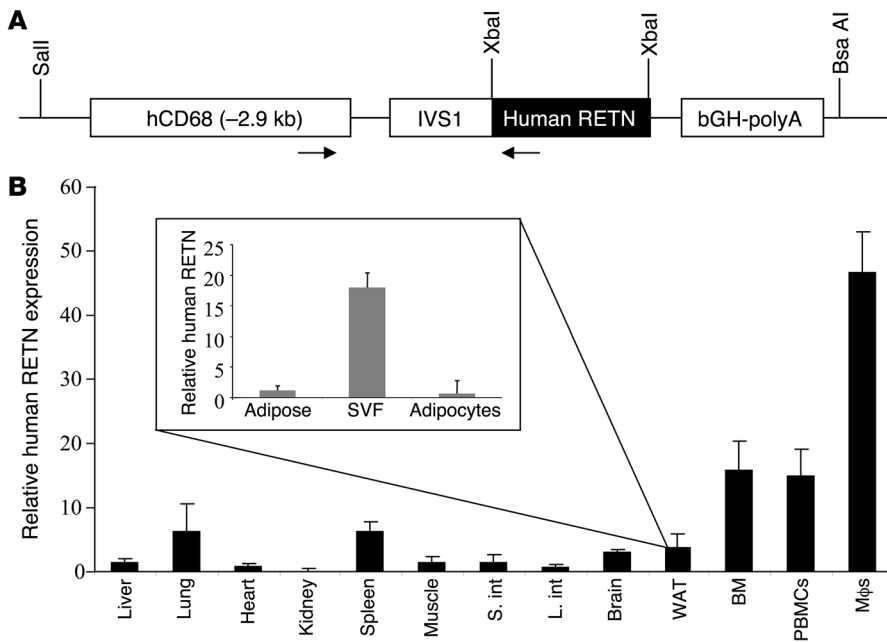 A
SalI
XbaI
XbaI
Bsa AI
hCD68 (–2.9 kb)
IVS1
Human RETN
bGH-polyA
B
Relative human RETN expression
60
50
40
30
20
10
0
Relative human RETN
25
20
15
10
5
0
Adipose
SVF
Adipocytes
Liver
Lung
Heart
Kidney
Spleen
Muscle
S. int
L. int
Brain
WAT
BM
PBMCs
Mφs